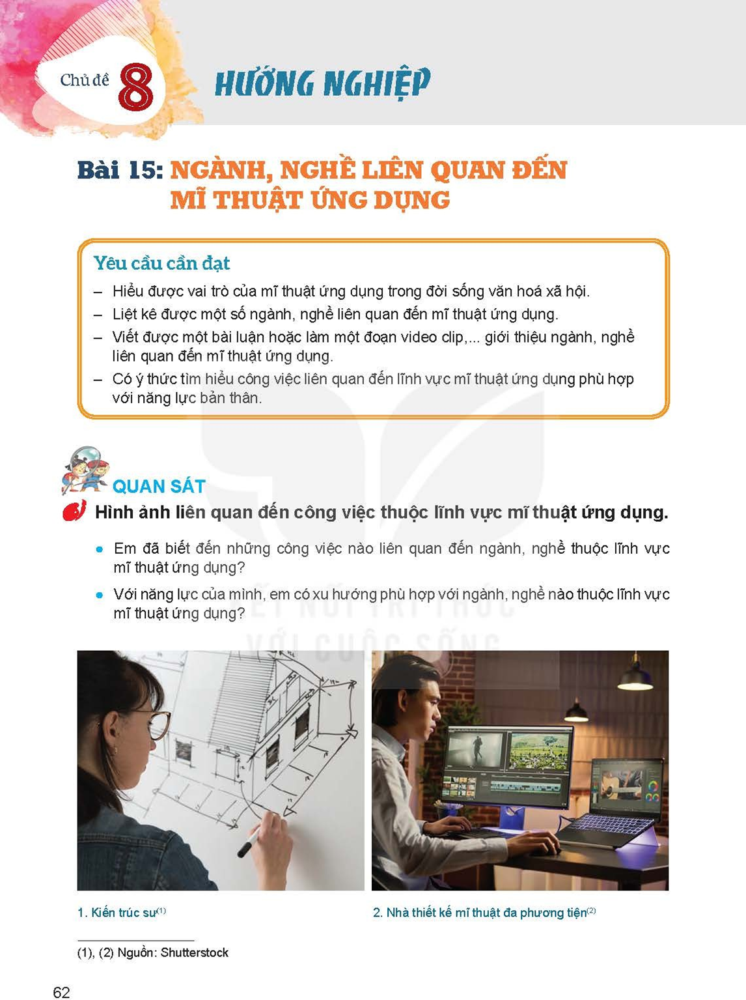 Chủ đề 8
HƯỚNG NGHIỆP
Bài 15: NGÀNH, NGHỀ LIÊN QUAN ĐẾN
MĨ THUẬT ỨNG DỤNG
Yêu cầu cần đạt
– Hiểu được vai trò của mĩ thuật ứng dụng trong đời sống văn hoá xã hội.
– Liệt kê được một số ngành, nghề liên quan đến mĩ thuật ứng dụng.
– Viết được một bài luận hoặc làm một đoạn video clip,... giới thiệu ngành, nghề
liên quan đến mĩ thuật ứng dụng.
– Có ý thức tìm hiểu công việc liên quan đến lĩnh vực mĩ thuật ứng dụng phù hợp
với năng lực bản thân.
QUAN SÁT
Hình ảnh liên quan đến công việc thuộc lĩnh vực mĩ thuật ứng dụng.
• Em đã biết đến những công việc nào liên quan đến ngành, nghề thuộc lĩnh vực
mĩ thuật ứng dụng?
• Với năng lực của mình, em có xu hướng phù hợp với ngành, nghề nào thuộc lĩnh vực
mĩ thuật ứng dụng?
KẾT NỐI TRI THỨC
VỚI CUỘC SỐNG
1. Kiến trúc sư(1)
2. Nhà thiết kế mĩ thuật đa phương tiện(2)
(1), (2) Nguồn: Shutterstock
62